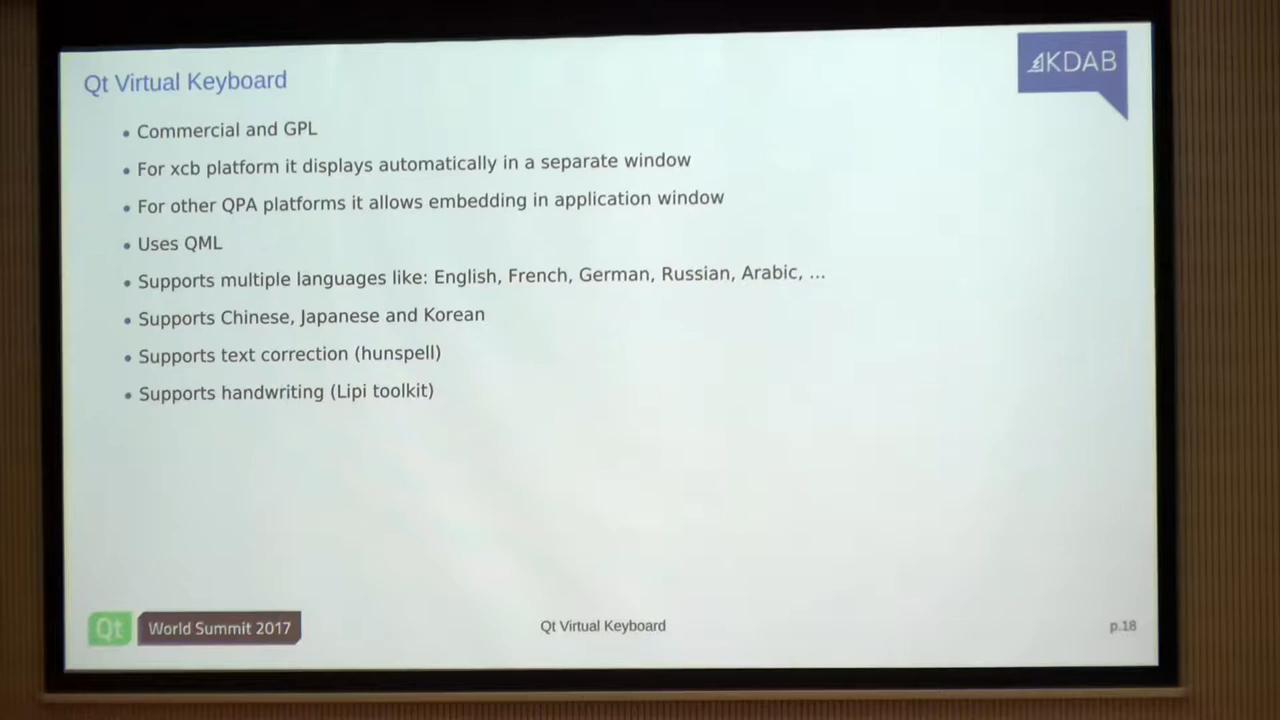 Qt Virtual Keyboard
KDAB
• Commercial and GPL
• For xcb platform it displays automatically in a separate window
• For other QPA platforms it allows embedding in application window
• Uses QML
• Supports multiple languages like: English, French, German, Russian, Arabic, ...
• Supports Chinese, Japanese and Korean
• Supports text correction (hunspell)
• Supports handwriting (Lipi toolkit)
Qt World Summit 2017
Qt Virtual Keyboard
p.18